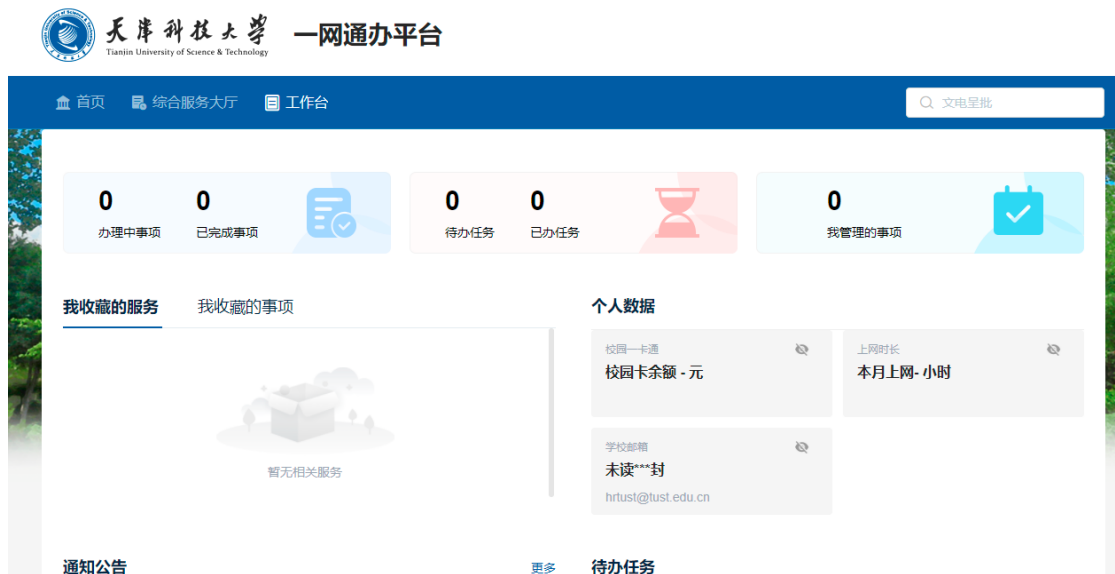 天津科技大学 一网通办平台
Tianjin University of Science & Technology
首页 综合服务大厅 工作台 文电呈批
0 0 0 0 0
办理中事项 已完成事项 待办任务 已办任务 我管理的事项
我收藏的服务 我收藏的事项 个人数据
校园一卡通 上网时长
校园卡余额 - 元 本月上网- 小时
学校邮箱
未读***封
暂无相关服务
hrtust@tust.edu.cn
通知公告 更多 待办任务